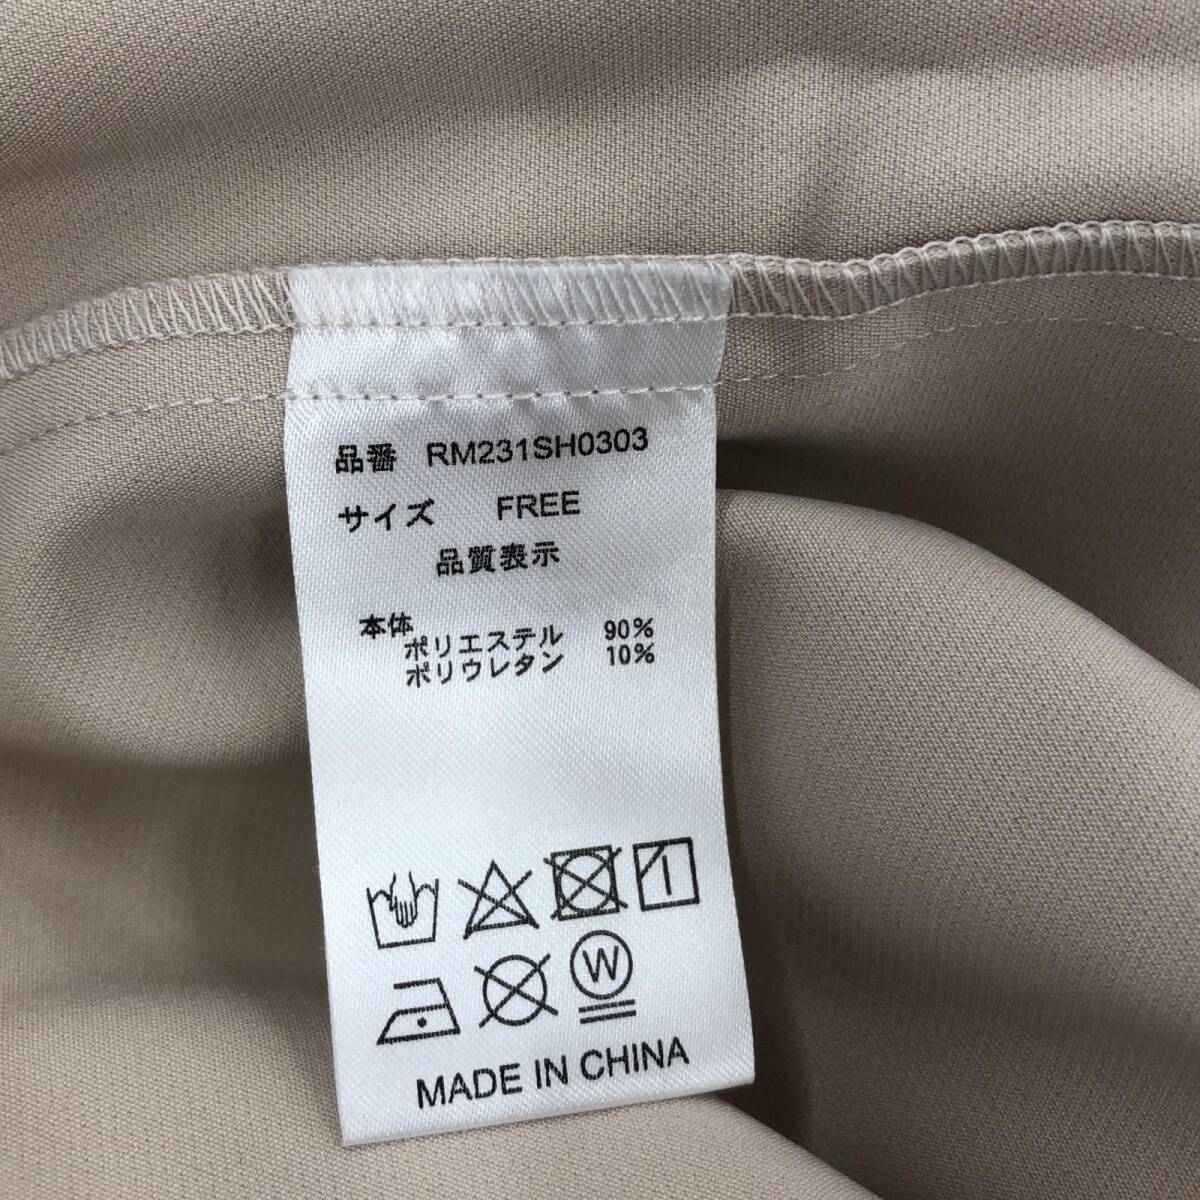 品番 RM231SH0303
サイズ FREE
品質表示
本体
ポリエステル 90%
ポリウレタン 10%
W
MADE IN CHINA